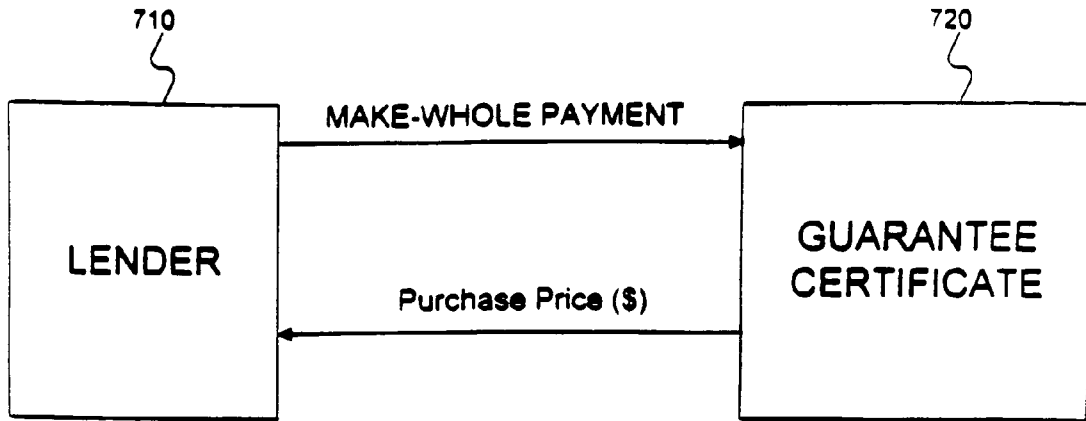 710
720
MAKE-WHOLE PAYMENT
LENDER
GUARANTEE
CERTIFICATE
Purchase Price ($)